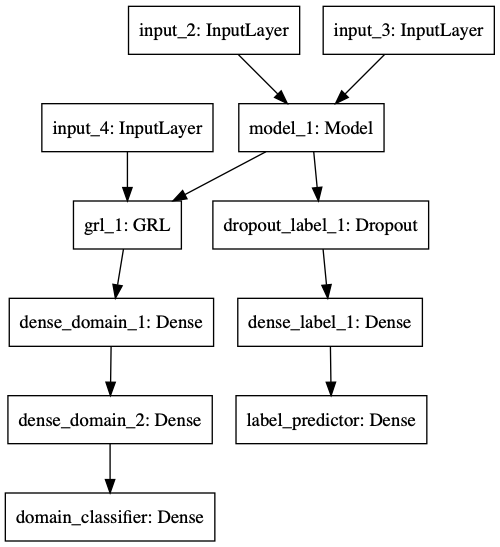 input_2: InputLayer
input_3: InputLayer
input_4: InputLayer
model_1: Model
grl_1: GRL
dropout_label_1: Dropout
dense_domain_1: Dense
dense_label_1: Dense
dense_domain_2: Dense
label_predictor: Dense
domain_classifier: Dense